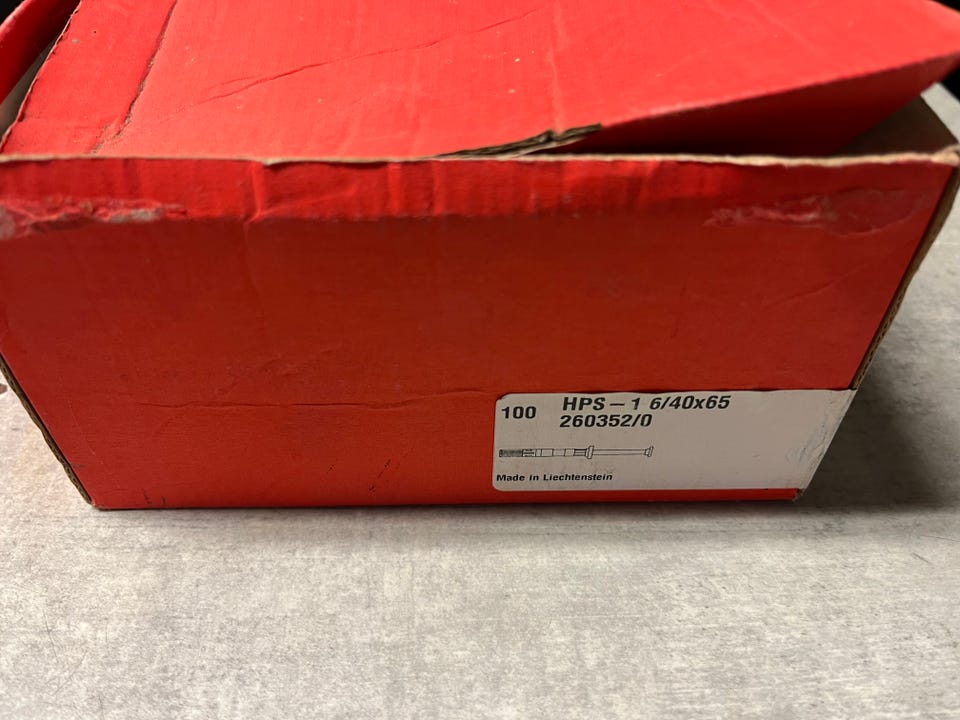 100 HPS – 1 6/40x65
260352/0
Made in Liechtenstein